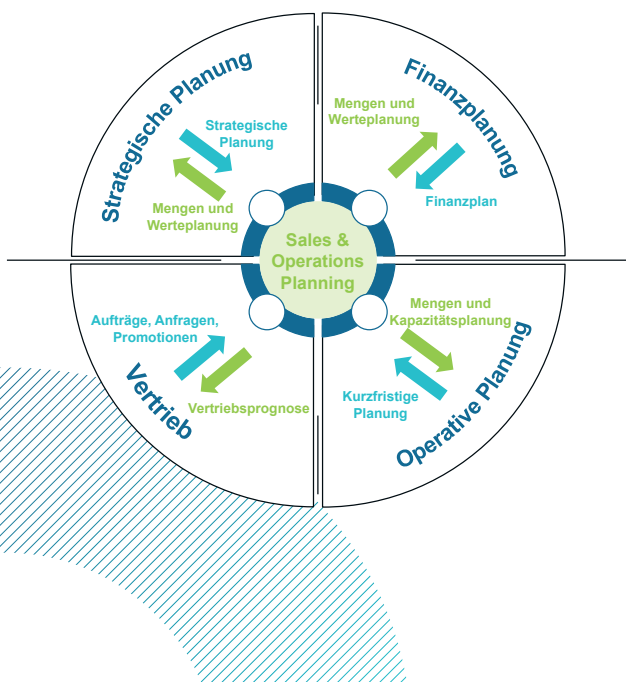 Strategische Planung
Strategische
Planung
Mengen und
Werteplanung
Finanzplanung
Mengen und
Werteplanung
Finanzplan
Sales &
Operations
Planning
Vertrieb
Aufträge, Anfragen,
Promotionen
Vertriebsprognose
Operative Planung
Mengen und
Kapazitätsplanung
Kurzfristige
Planung